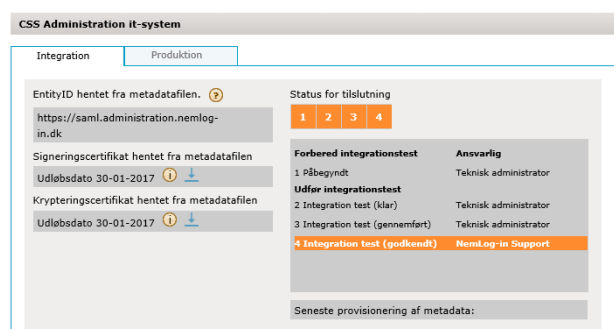 CSS Administration it-system
Integration
Produktion
EntityID hentet fra metadatafilen. ?
https://saml.administration.nemlog-
in.dk
Signeringscertifikat hentet fra metadatafilen
Udløbsdato 30-01-2017 i
Krypteringscertifikat hentet fra metadatafilen
Udløbsdato 30-01-2017 i
Status for tilslutning
1 2 3 4
Forbered integrationstest Ansvarlig
1 Påbegyndt Teknisk administrator
Udfør integrationstest
2 Integration test (klar) Teknisk administrator
3 Integration test (gennemført) Teknisk administrator
4 Integration test (godkendt) NemLog-in Support
Seneste provisionering af metadata: